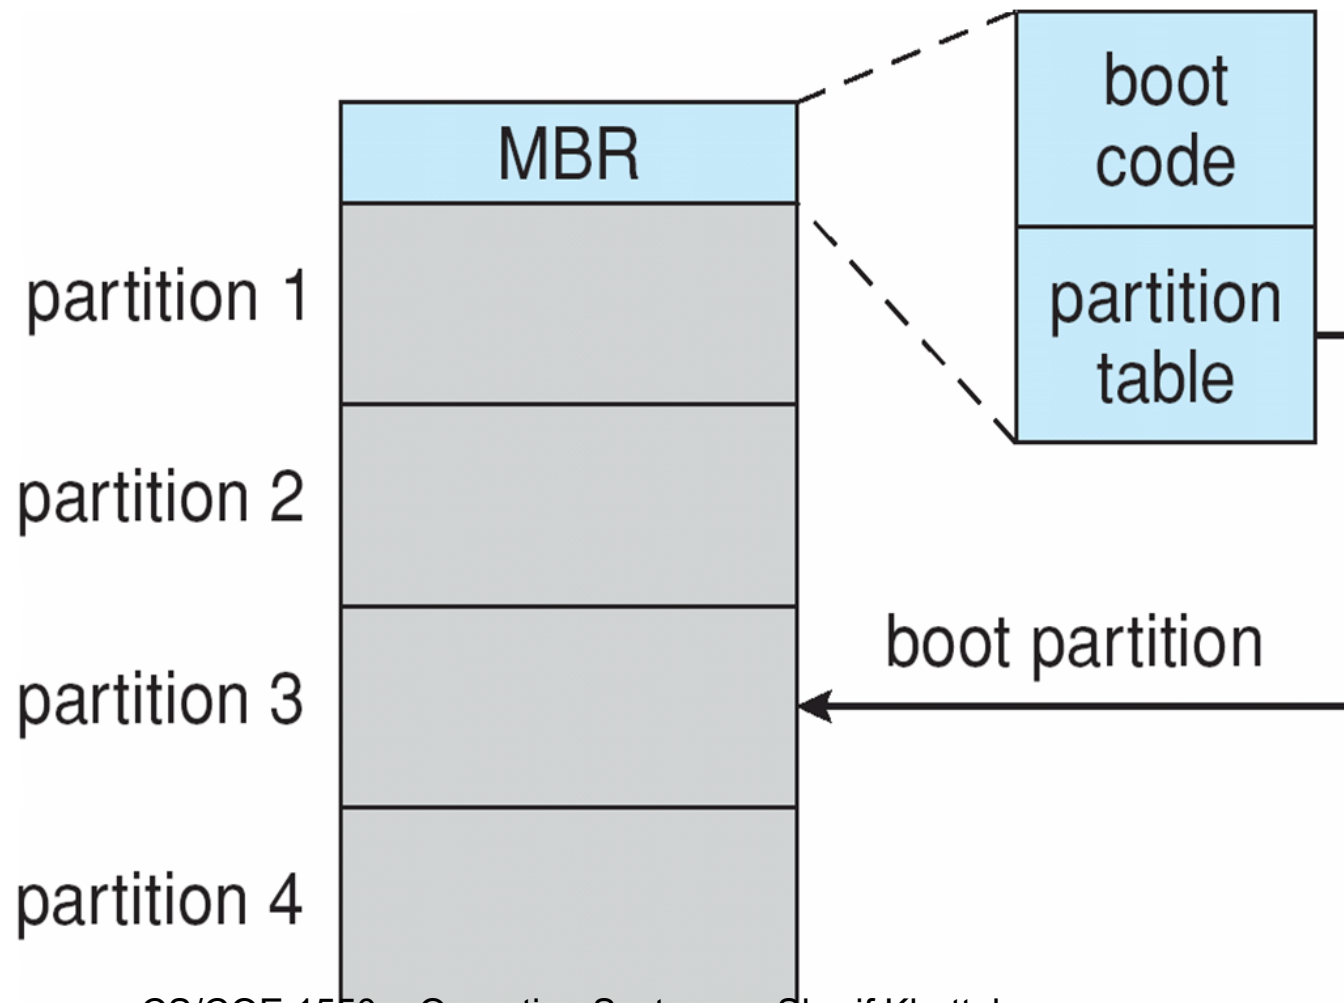 boot
code
MBR
partition 1
partition
table
partition 2
boot partition
partition 3
partition 4